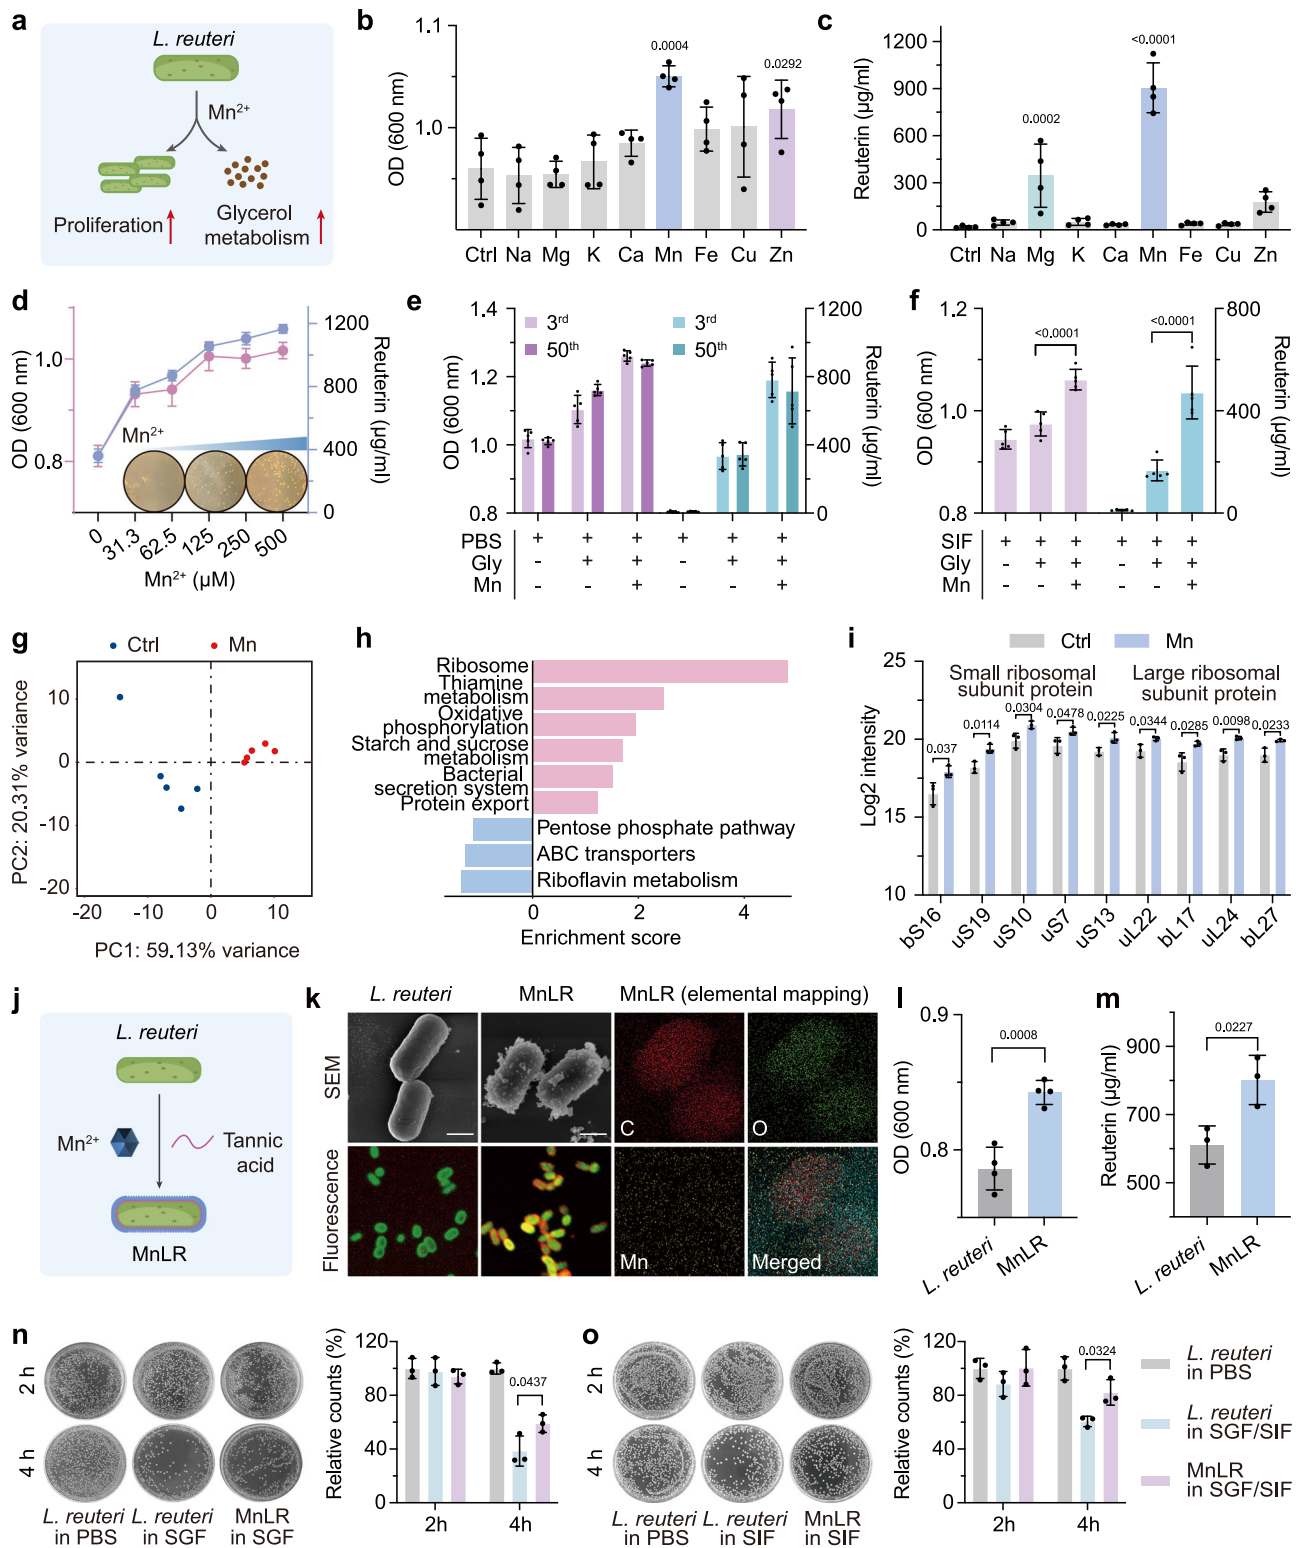 a
L. reuteri
Mn²⁺
Proliferation
Glycerol
metabolism
b
OD (600 nm)
1.1
1.0
0.0004
0.0292
Ctrl Na Mg K Ca Mn Fe Cu Zn
c
Reuterin (µg/ml)
1200
900
600
300
0
0.0002
<0.0001
Ctrl Na Mg K Ca Mn Fe Cu Zn
d
OD (600 nm)
1.0
0.8
Reuterin (µg/ml)
1200
800
400
0
Mn²⁺
0 31.3 62.5 125 250 500
Mn²⁺ (µM)
e
OD (600 nm)
1.4
1.2
1.0
0.8
3rd
50th
3rd
50th
Reuterin (µg/ml)
1200
800
400
0
PBS + + + + + +
Gly - + + - + +
Mn - - + - - +
f
OD (600 nm)
1.2
1.0
0.8
<0.0001
<0.0001
Reuterin (µg/ml)
800
400
0
SIF + + + + + +
Gly - + + - + +
Mn - - + - - +
g
Ctrl
Mn
PC2: 20.31% variance
10
0
-10
-20
-20 -10 0 10
PC1: 59.13% variance
h
Ribosome
Thiamine
metabolism
Oxidative
phosphorylation
Starch and sucrose
metabolism
Bacterial
secretion system
Protein export
Pentose phosphate pathway
ABC transporters
Riboflavin metabolism
0 2 4
Enrichment score
i
Ctrl
Mn
Log2 intensity
25
20
15
10
Small ribosomal
subunit protein
Large ribosomal
subunit protein
0.037
0.0114
0.0304
0.0478
0.0225
0.0344
0.0285
0.0098
0.0233
bS16 uS19 uS10 uS7 uS13 uL22 bL17 uL24 bL27
j
L. reuteri
Mn²⁺
Tannic
acid
MnLR
k
L. reuteri
MnLR
MnLR (elemental mapping)
SEM
C
O
Fluorescence
Mn
Merged
l
OD (600 nm)
0.9
0.8
0.0008
L. reuteri
MnLR
m
Reuterin (µg/ml)
900
700
500
0.0227
L. reuteri
MnLR
n
2 h
4 h
L. reuteri
in PBS
L. reuteri
in SGF
MnLR
in SGF
Relative counts (%)
120
80
40
0
0.0437
2h 4h
o
2 h
4 h
L. reuteri
in PBS
L. reuteri
in SIF
MnLR
in SIF
Relative counts (%)
120
80
40
0
0.0324
2h 4h
L. reuteri
in PBS
L. reuteri
in SGF/SIF
MnLR
in SGF/SIF